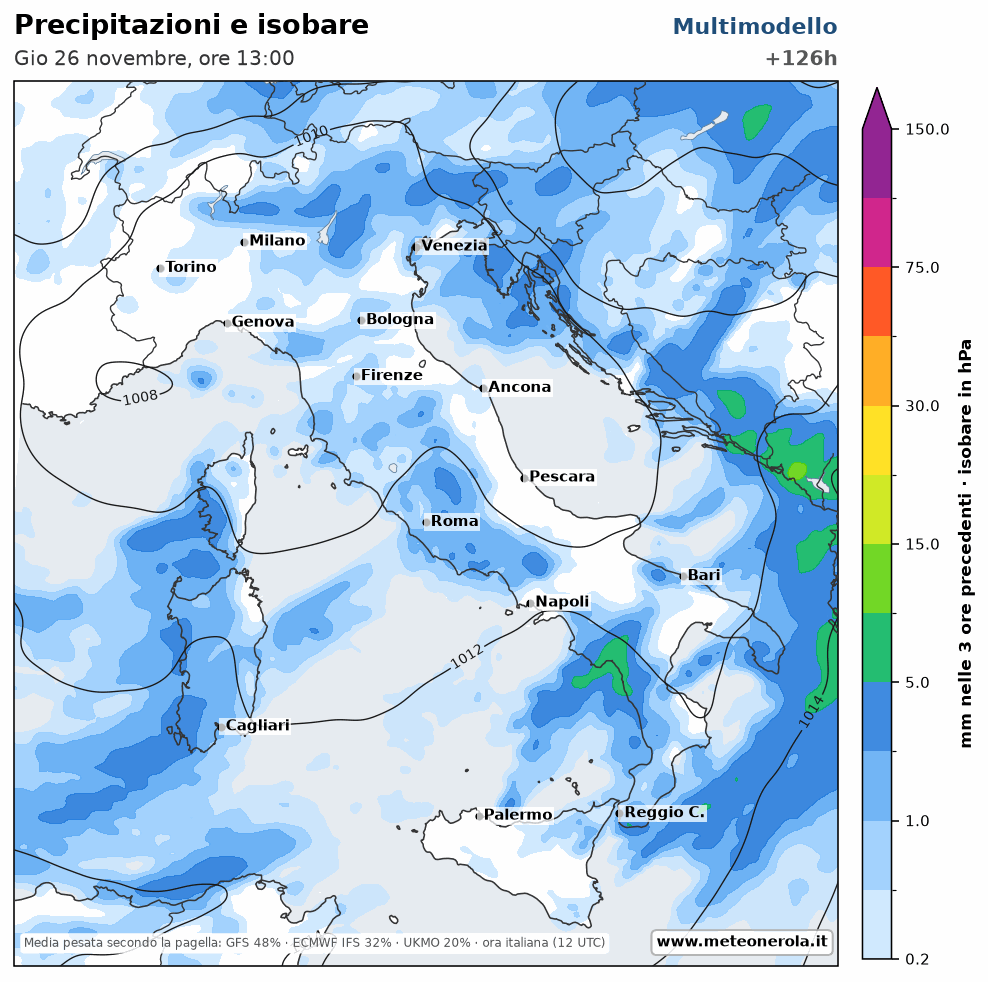 Precipitazioni e isobare
Multimodello
Gio 26 novembre, ore 13:00
+126h
1010
Milano
Venezia
Torino
Genova
Bologna
Firenze
Ancona
1008
Pescara
Roma
Bari
Napoli
1012
1014
Cagliari
Palermo
Reggio C.
Media pesata secondo la pagella: GFS 48% · ECMWF IFS 32% · UKMO 20% · ora italiana (12 UTC)
www.meteonerola.it
150.0
75.0
30.0
15.0
5.0
1.0
0.2
mm nelle 3 ore precedenti · isobare in hPa